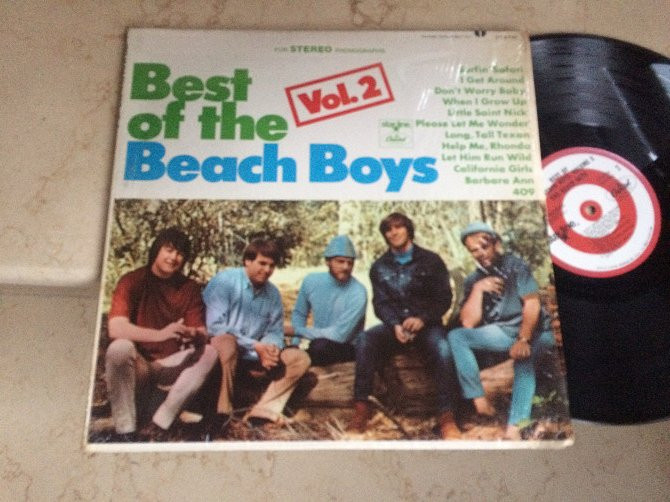 FOR STEREO PHONOGRAPHS
Best
of the
Beach Boys
Vol. 2
starline
Capitol
Surfin' Safari
I Get Around
Don't Worry Baby
When I Grow Up
Little Saint Nick
Please Let Me Wonder
Long, Tall Texan
Help Me, Rhonda
Let Him Run Wild
California Girls
Barbara Ann
409